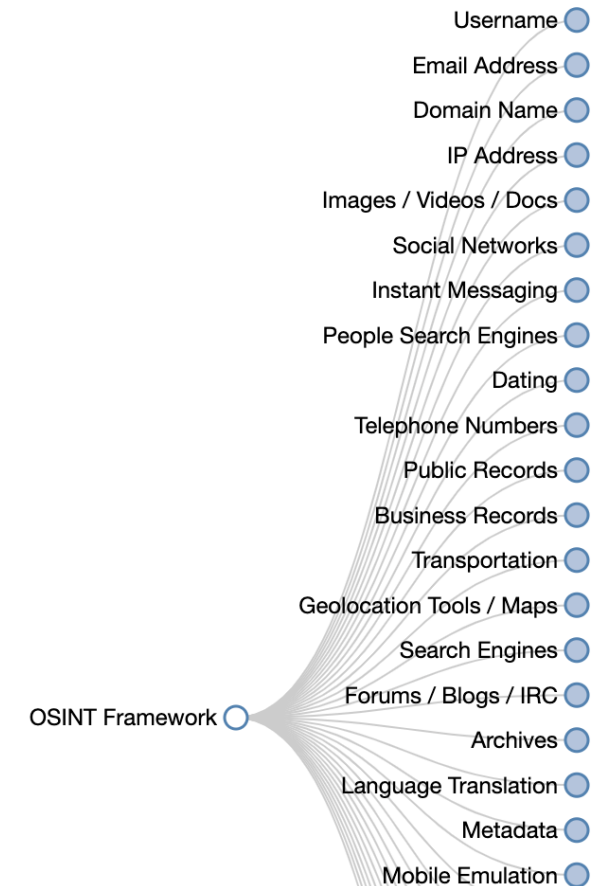 Username
Email Address
Domain Name
IP Address
Images / Videos / Docs
Social Networks
Instant Messaging
People Search Engines
Dating
Telephone Numbers
Public Records
Business Records
Transportation
Geolocation Tools / Maps
Search Engines
Forums / Blogs / IRC
OSINT Framework
Archives
Language Translation
Metadata
Mobile Emulation